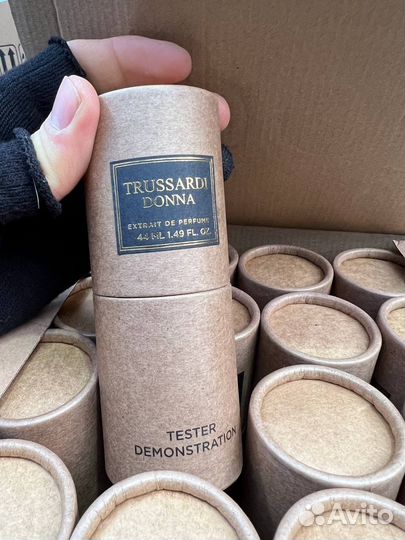 TRUSSARDI
DONNA
EXTRAIT DE PERFUME
44 ML 1.49 FL. OZ.
TESTER
DEMONSTRATION
Avito